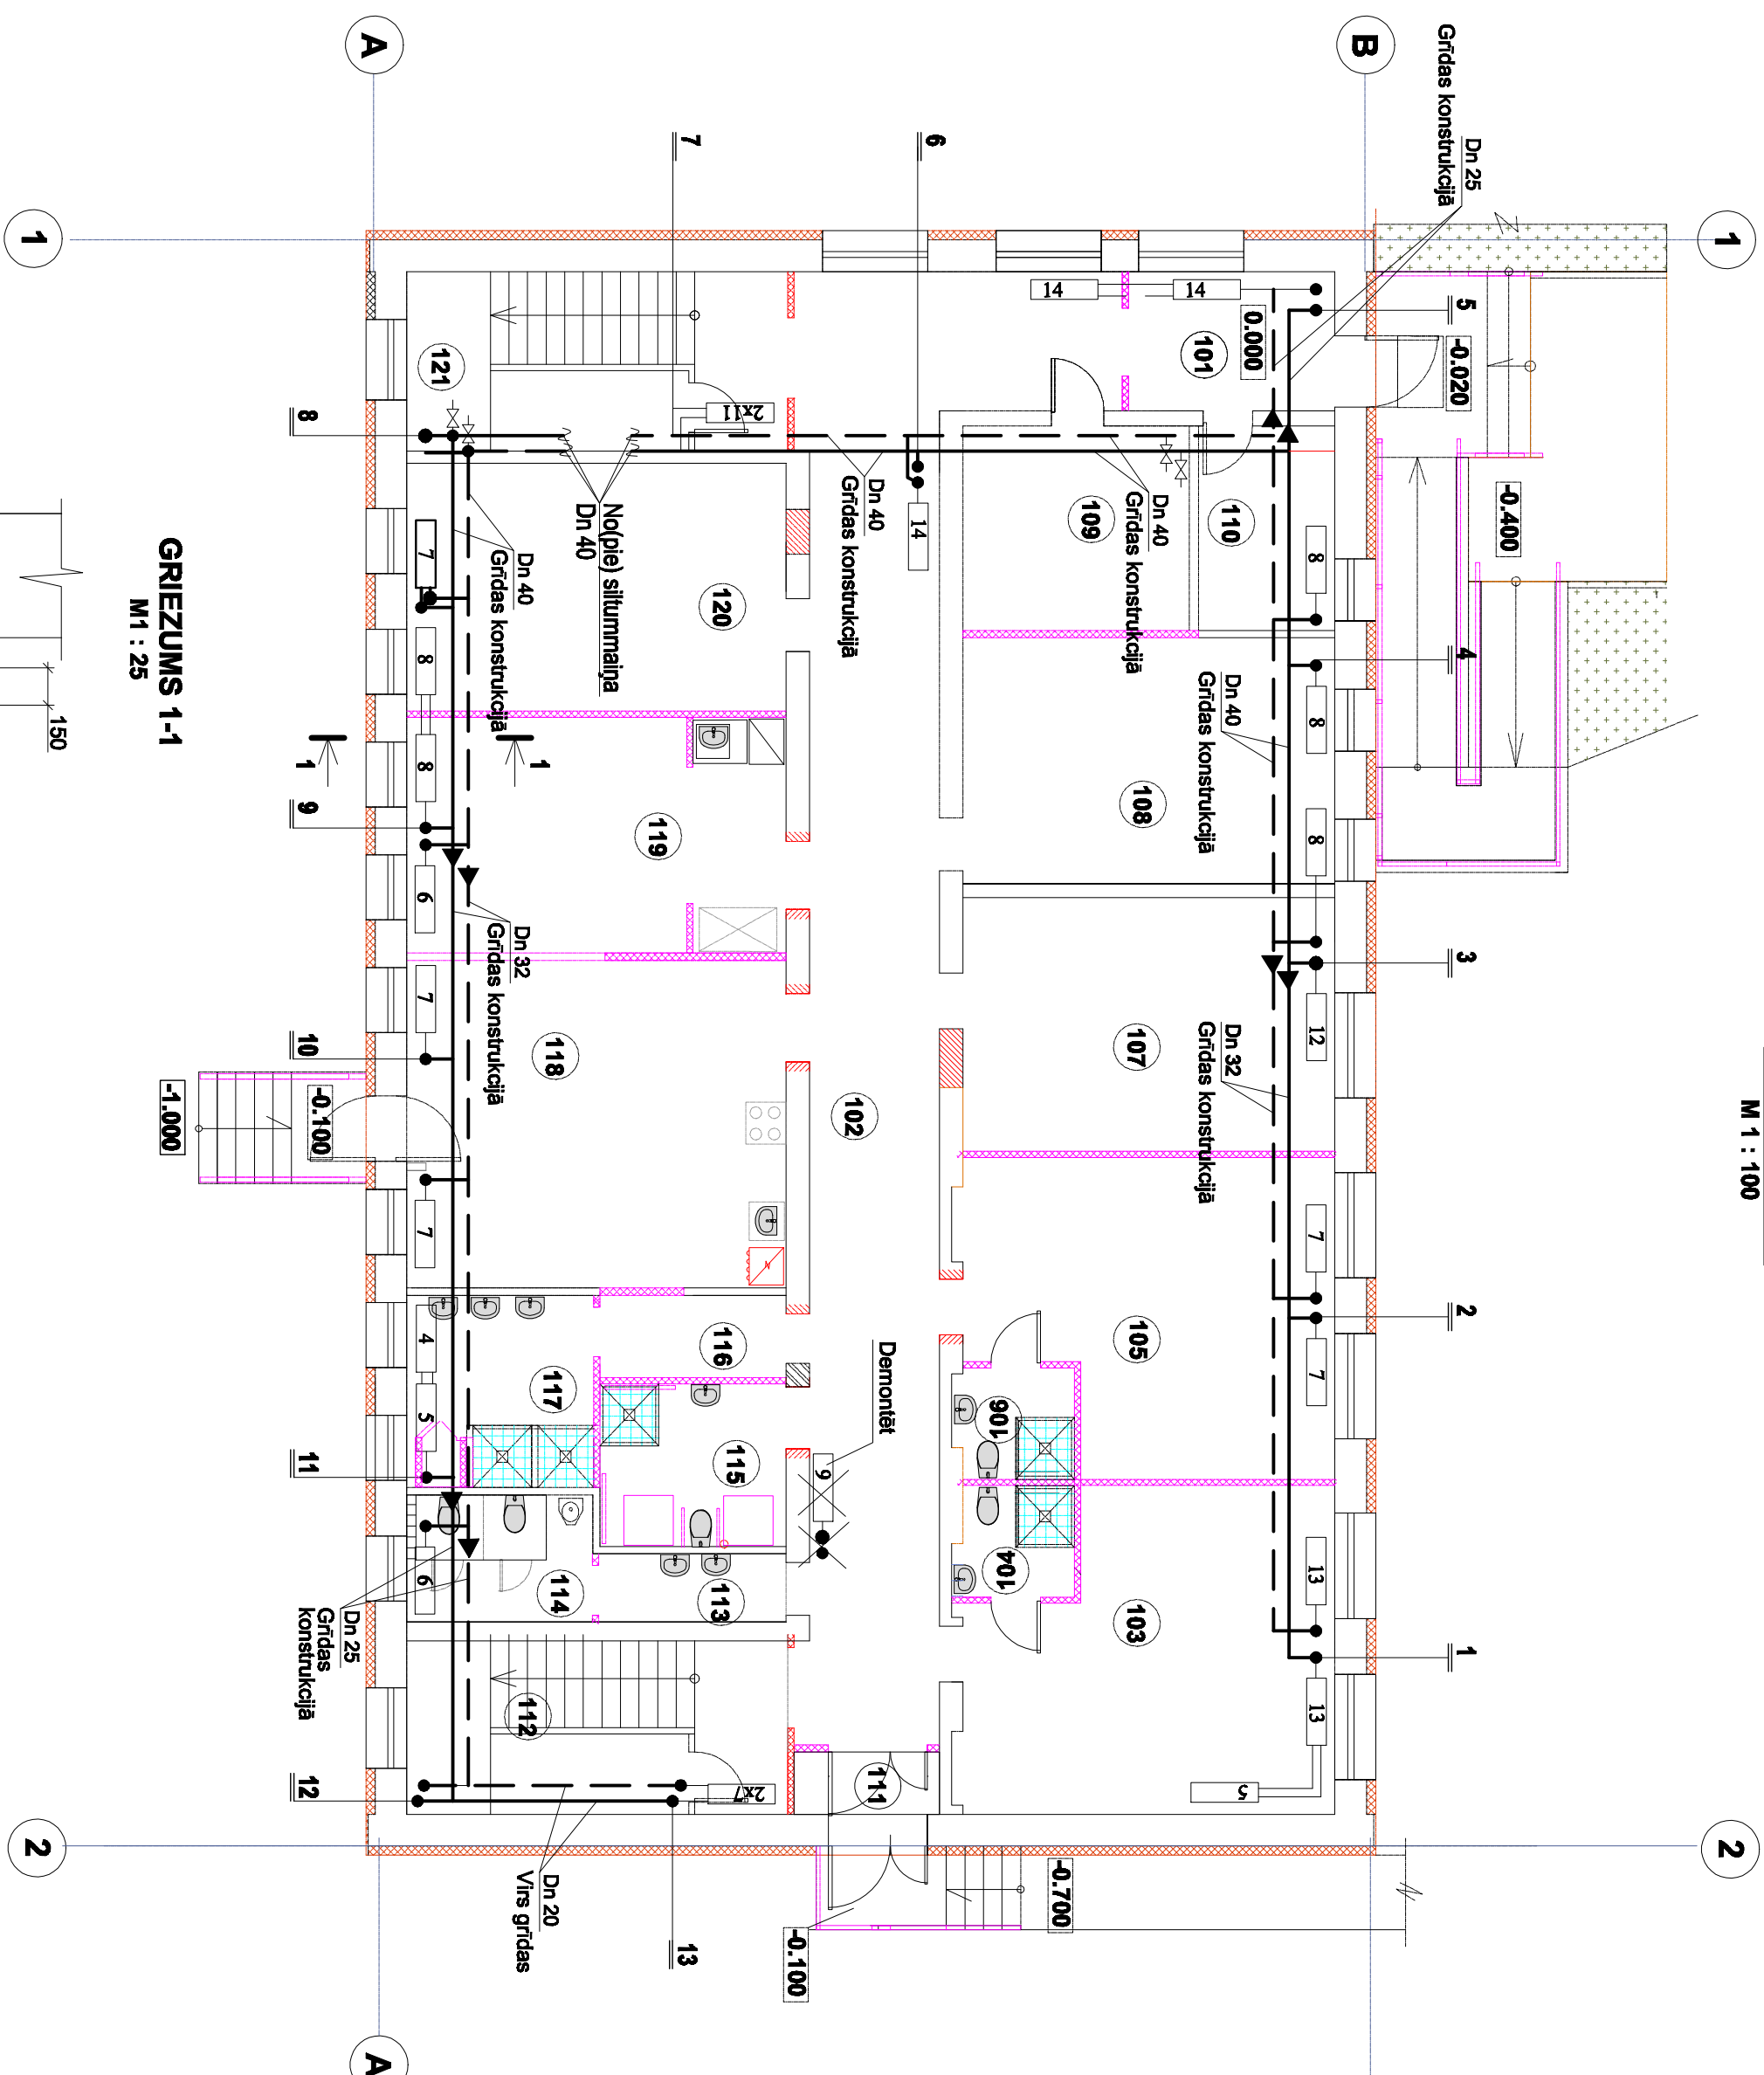 M 1 : 100
1
Dn 25
Grīdas konstrukcijā
B
5
-0.020
-0.400
4
3
2
1
2
14
14
0.000
101
8
8
8
12
7
7
13
13
5
110
109
Dn 40
Grīdas konstrukcijā
Dn 40
Grīdas konstrukcijā
108
107
Dn 32
Grīdas konstrukcijā
105
106
104
103
6
14
Dn 40
Grīdas konstrukcijā
102
Demontēt
9
111
-0.700
-0.100
7
2x11
120
No(pie) siltummaiņa
Dn 40
119
118
116
115
113
117
114
112
2x7
13
Dn 20
Virs grīdas
121
Dn 40
Grīdas konstrukcijā
Dn 32
Grīdas konstrukcijā
7
8
8
6
7
7
4
5
6
Dn 25
Grīdas
konstrukcijā
A
8
1
1
9
10
11
12
-0.100
-1.000
A
GRIEZUMS 1-1
M1 : 25
150
1
2